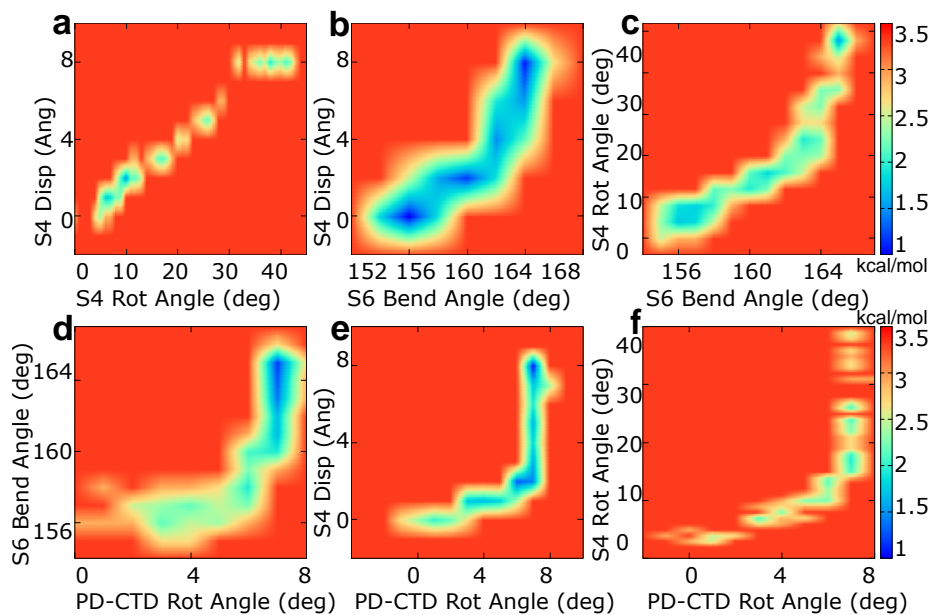 a
S4 Disp (Ang)
8
4
0
0 10 20 30 40
S4 Rot Angle (deg)
b
S4 Disp (Ang)
8
4
0
152 156 160 164 168
S6 Bend Angle (deg)
c
S4 Rot Angle (deg)
40
30
20
10
0
156 160 164
S6 Bend Angle (deg)
3.5
3
2.5
2
1.5
1
kcal/mol
d
S6 Bend Angle (deg)
164
160
156
0 4 8
PD-CTD Rot Angle (deg)
e
S4 Disp (Ang)
8
4
0
0 4 8
PD-CTD Rot Angle (deg)
f
S4 Rot Angle (deg)
40
30
20
10
0
0 4 8
PD-CTD Rot Angle (deg)
kcal/mol
3.5
3
2.5
2
1.5
1